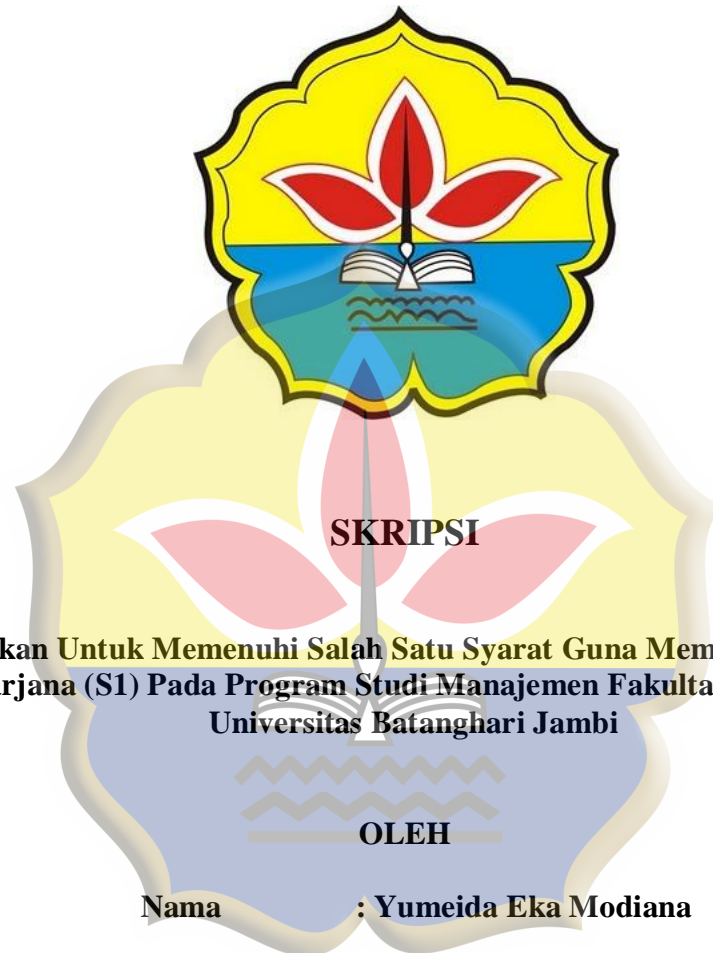 SKRIPSI
kan Untuk Memenuhi Salah Satu Syarat Guna Mem
rjana (S1) Pada Program Studi Manajemen Fakulta
Universitas Batanghari Jambi
OLEH
Nama : Yumeida Eka Modiana